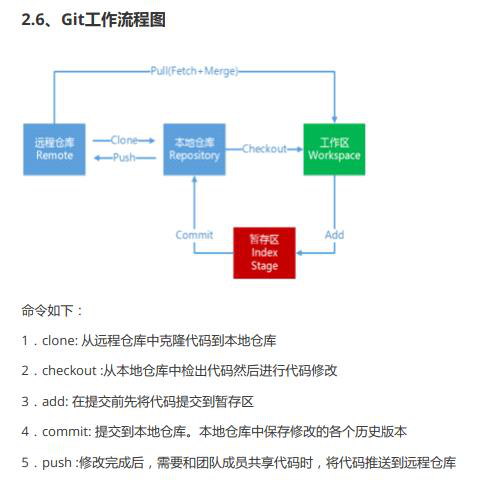 2.6、Git工作流程图
Pull(Fetch+Merge)
远程仓库
Remote
Clone
Push
本地仓库
Repository
Checkout
工作区
Workspace
Commit
暂存区
Index
Stage
Add
命令如下：
1．clone: 从远程仓库中克隆代码到本地仓库
2．checkout :从本地仓库中检出代码然后进行代码修改
3．add: 在提交前先将代码提交到暂存区
4．commit: 提交到本地仓库。本地仓库中保存修改的各个历史版本
5．push :修改完成后，需要和团队成员共享代码时，将代码推送到远程仓库